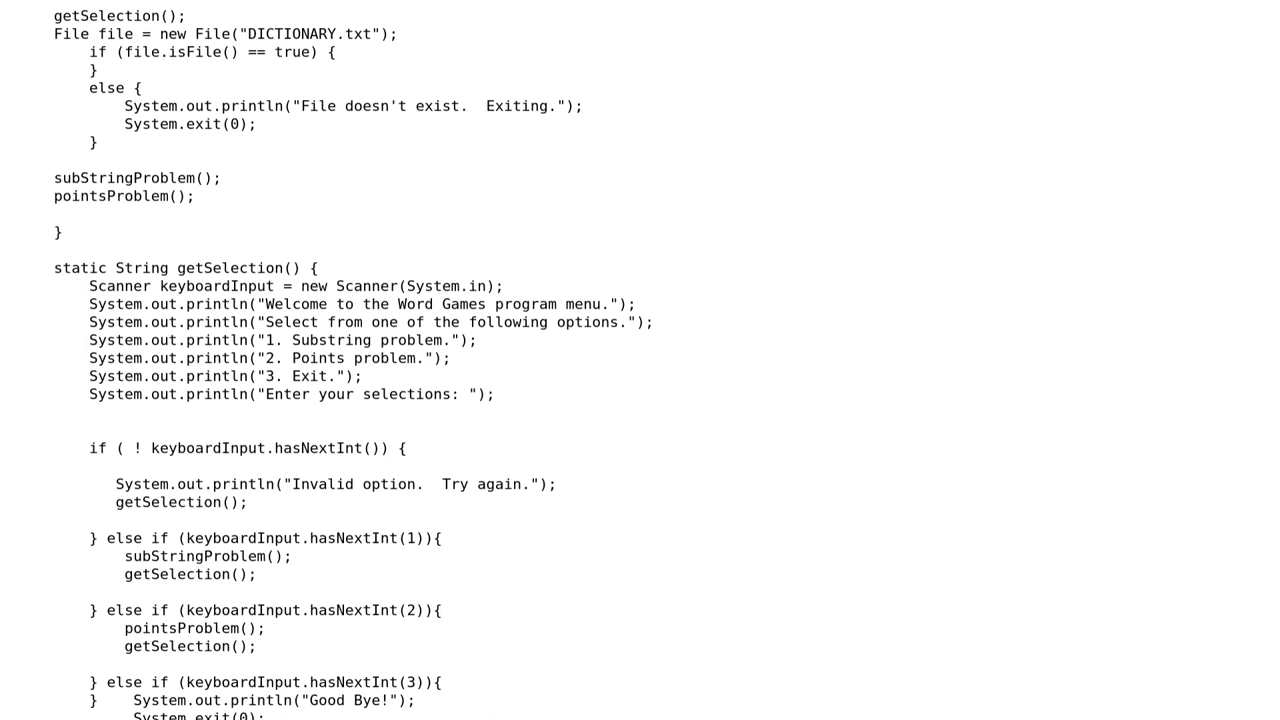 getSelection();
File file = new File("DICTIONARY.txt");
    if (file.isFile() == true) {
    }
    else {
        System.out.println("File doesn't exist.  Exiting.");
        System.exit(0);
    }

subStringProblem();
pointsProblem();

}

static String getSelection() {
    Scanner keyboardInput = new Scanner(System.in);
    System.out.println("Welcome to the Word Games program menu.");
    System.out.println("Select from one of the following options.");
    System.out.println("1. Substring problem.");
    System.out.println("2. Points problem.");
    System.out.println("3. Exit.");
    System.out.println("Enter your selections: ");


    if ( ! keyboardInput.hasNextInt()) {

       System.out.println("Invalid option.  Try again.");
       getSelection();

    } else if (keyboardInput.hasNextInt(1)){
        subStringProblem();
        getSelection();

    } else if (keyboardInput.hasNextInt(2)){
        pointsProblem();
        getSelection();

    } else if (keyboardInput.hasNextInt(3)){
    }    System.out.println("Good Bye!");
         System.exit(0);